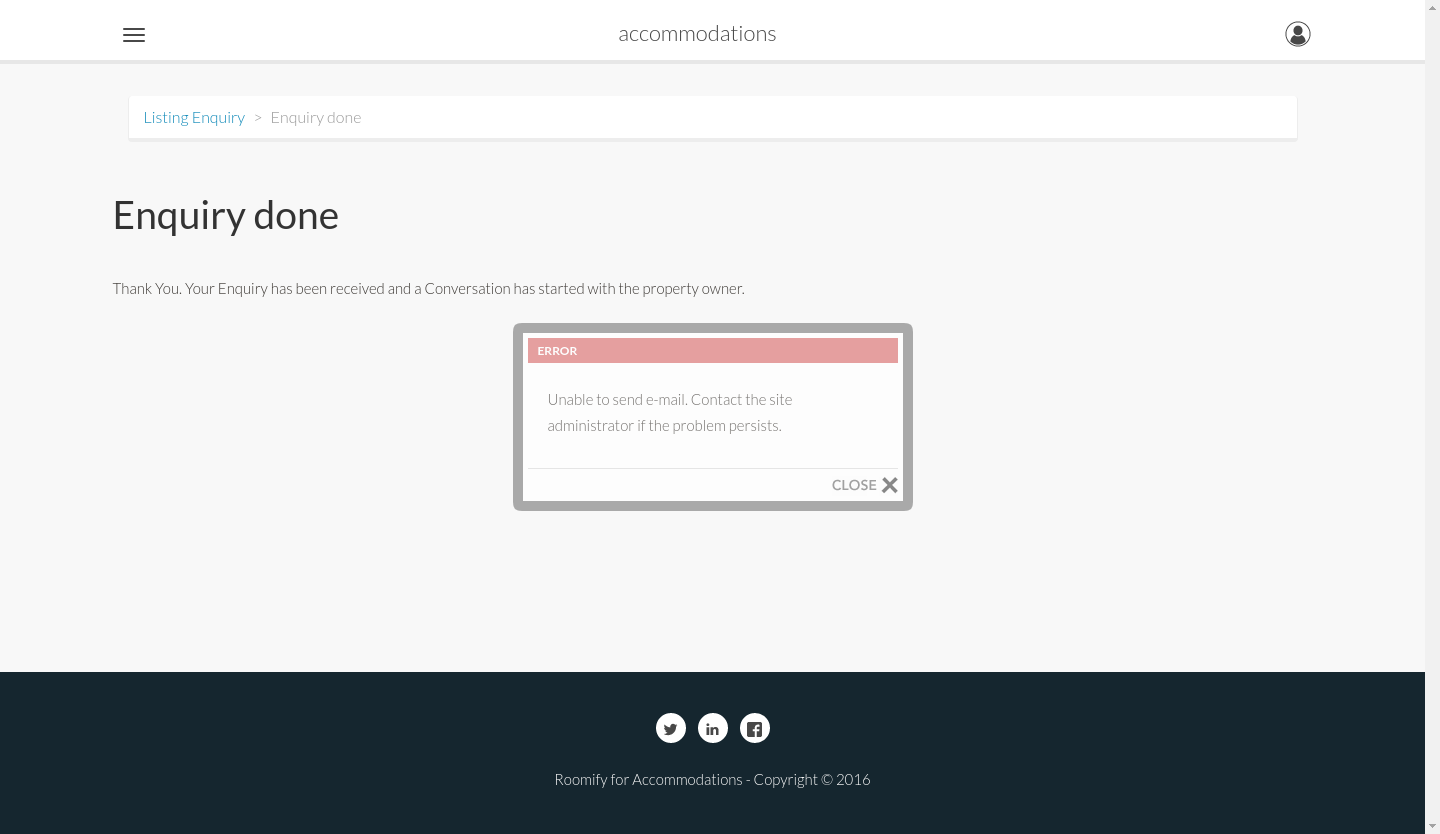 accommodations
Listing Enquiry > Enquiry done
Enquiry done
Thank You. Your Enquiry has been received and a Conversation has started with the property owner.
ERROR
Unable to send e-mail. Contact the site
administrator if the problem persists.
CLOSE
Roomify for Accommodations - Copyright © 2016